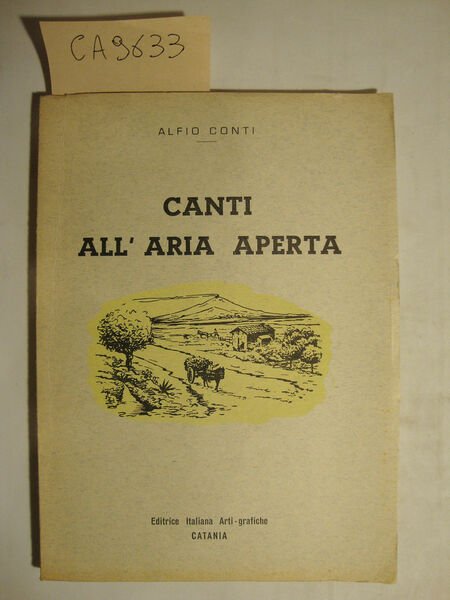 CA9633
ALFIO CONTI
CANTI
ALL' ARIA APERTA
Editrice Italiana Arti-grafiche
CATANIA